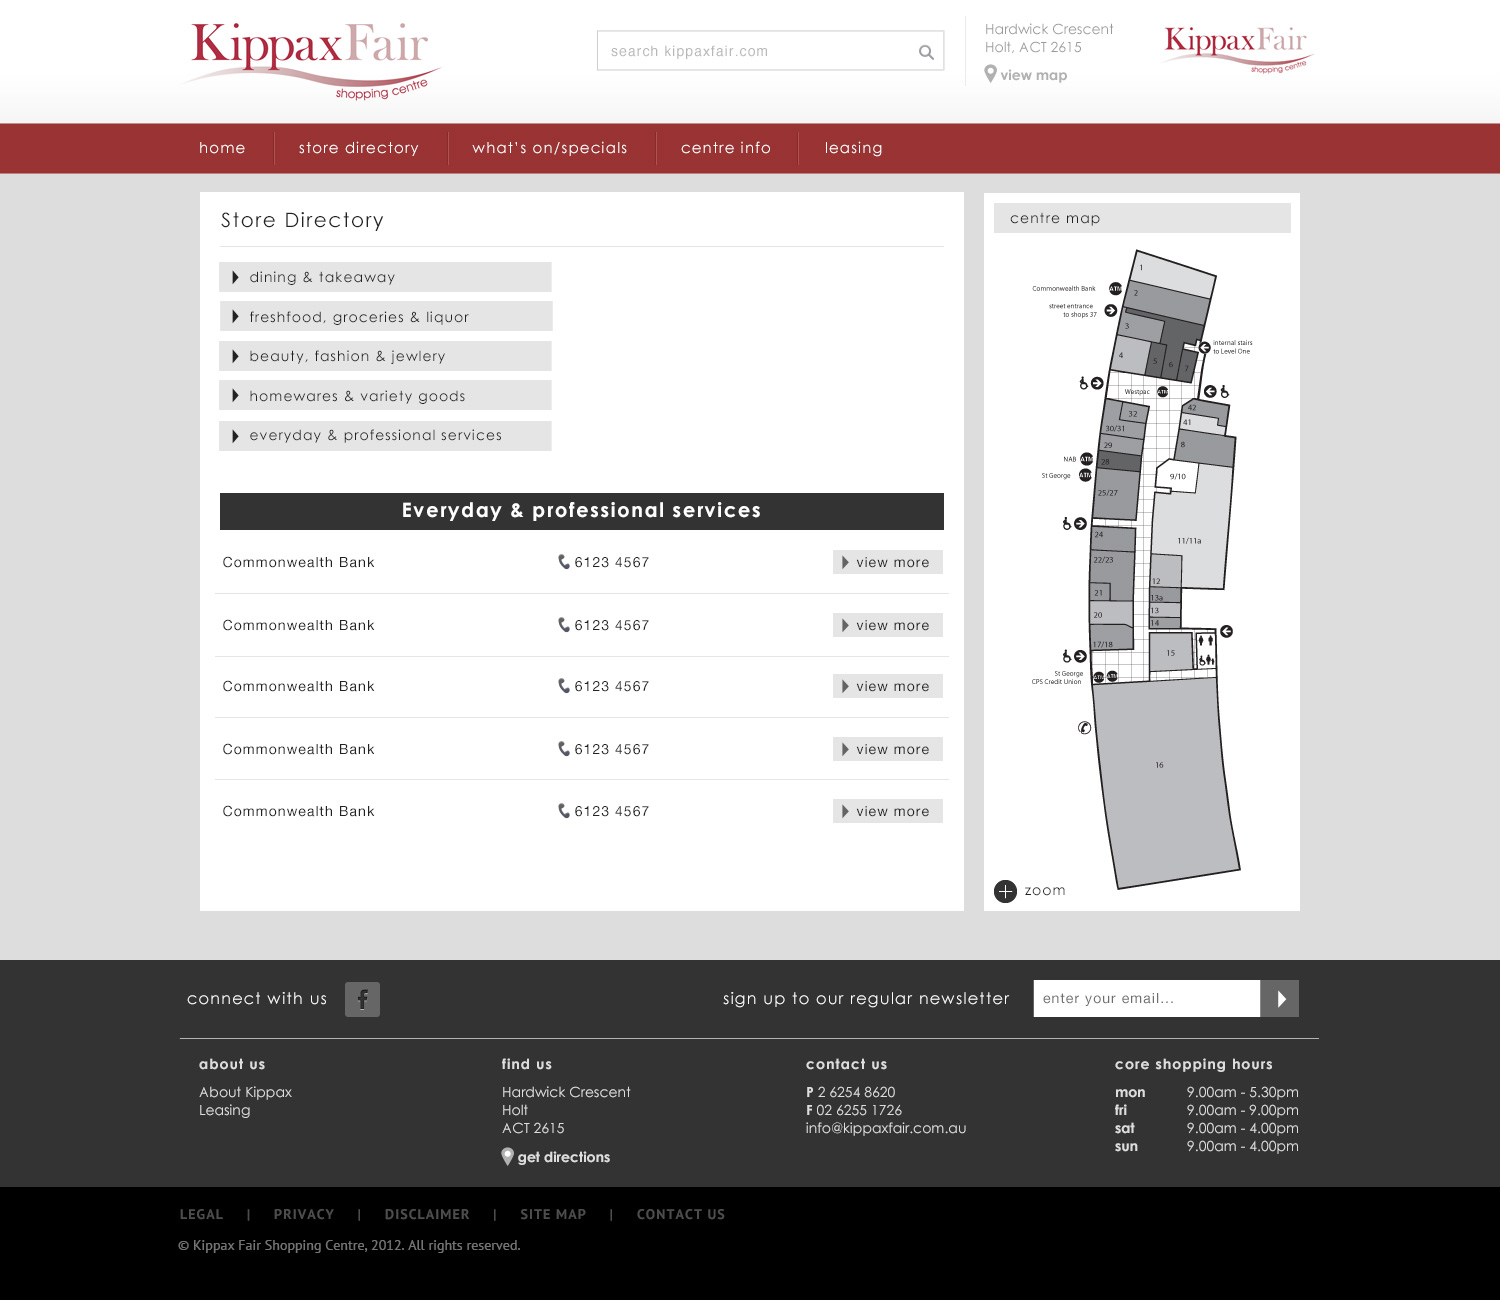 KippaxFair
shopping centre
search kippaxfair.com
Hardwick Crescent
Holt, ACT 2615
view map
KippaxFair
shopping centre
home
store directory
what's on/specials
centre info
leasing
Store Directory
dining & takeaway
freshfood, groceries & liquor
beauty, fashion & jewlery
homewares & variety goods
everyday & professional services
Everyday & professional services
Commonwealth Bank 6123 4567 view more
Commonwealth Bank 6123 4567 view more
Commonwealth Bank 6123 4567 view more
Commonwealth Bank 6123 4567 view more
Commonwealth Bank 6123 4567 view more
centre map
1
Commonwealth Bank ATM
2
street entrance
to shops 37
3
internal stairs
to Level One
4
5
6
7
Westpac ATM
32
42
30/31
41
29
8
NAB ATM
28
St George ATM
9/10
25/27
24
11/11a
22/23
12
21
13a
20
13
14
17/18
15
St George
CPS Credit Union
ATM ATM
16
zoom
connect with us
f
sign up to our regular newsletter
enter your email...
about us
About Kippax
Leasing
find us
Hardwick Crescent
Holt
ACT 2615
get directions
contact us
P 2 6254 8620
F 02 6255 1726
info@kippaxfair.com.au
core shopping hours
mon 9.00am - 5.30pm
fri 9.00am - 9.00pm
sat 9.00am - 4.00pm
sun 9.00am - 4.00pm
LEGAL | PRIVACY | DISCLAIMER | SITE MAP | CONTACT US
© Kippax Fair Shopping Centre, 2012. All rights reserved.